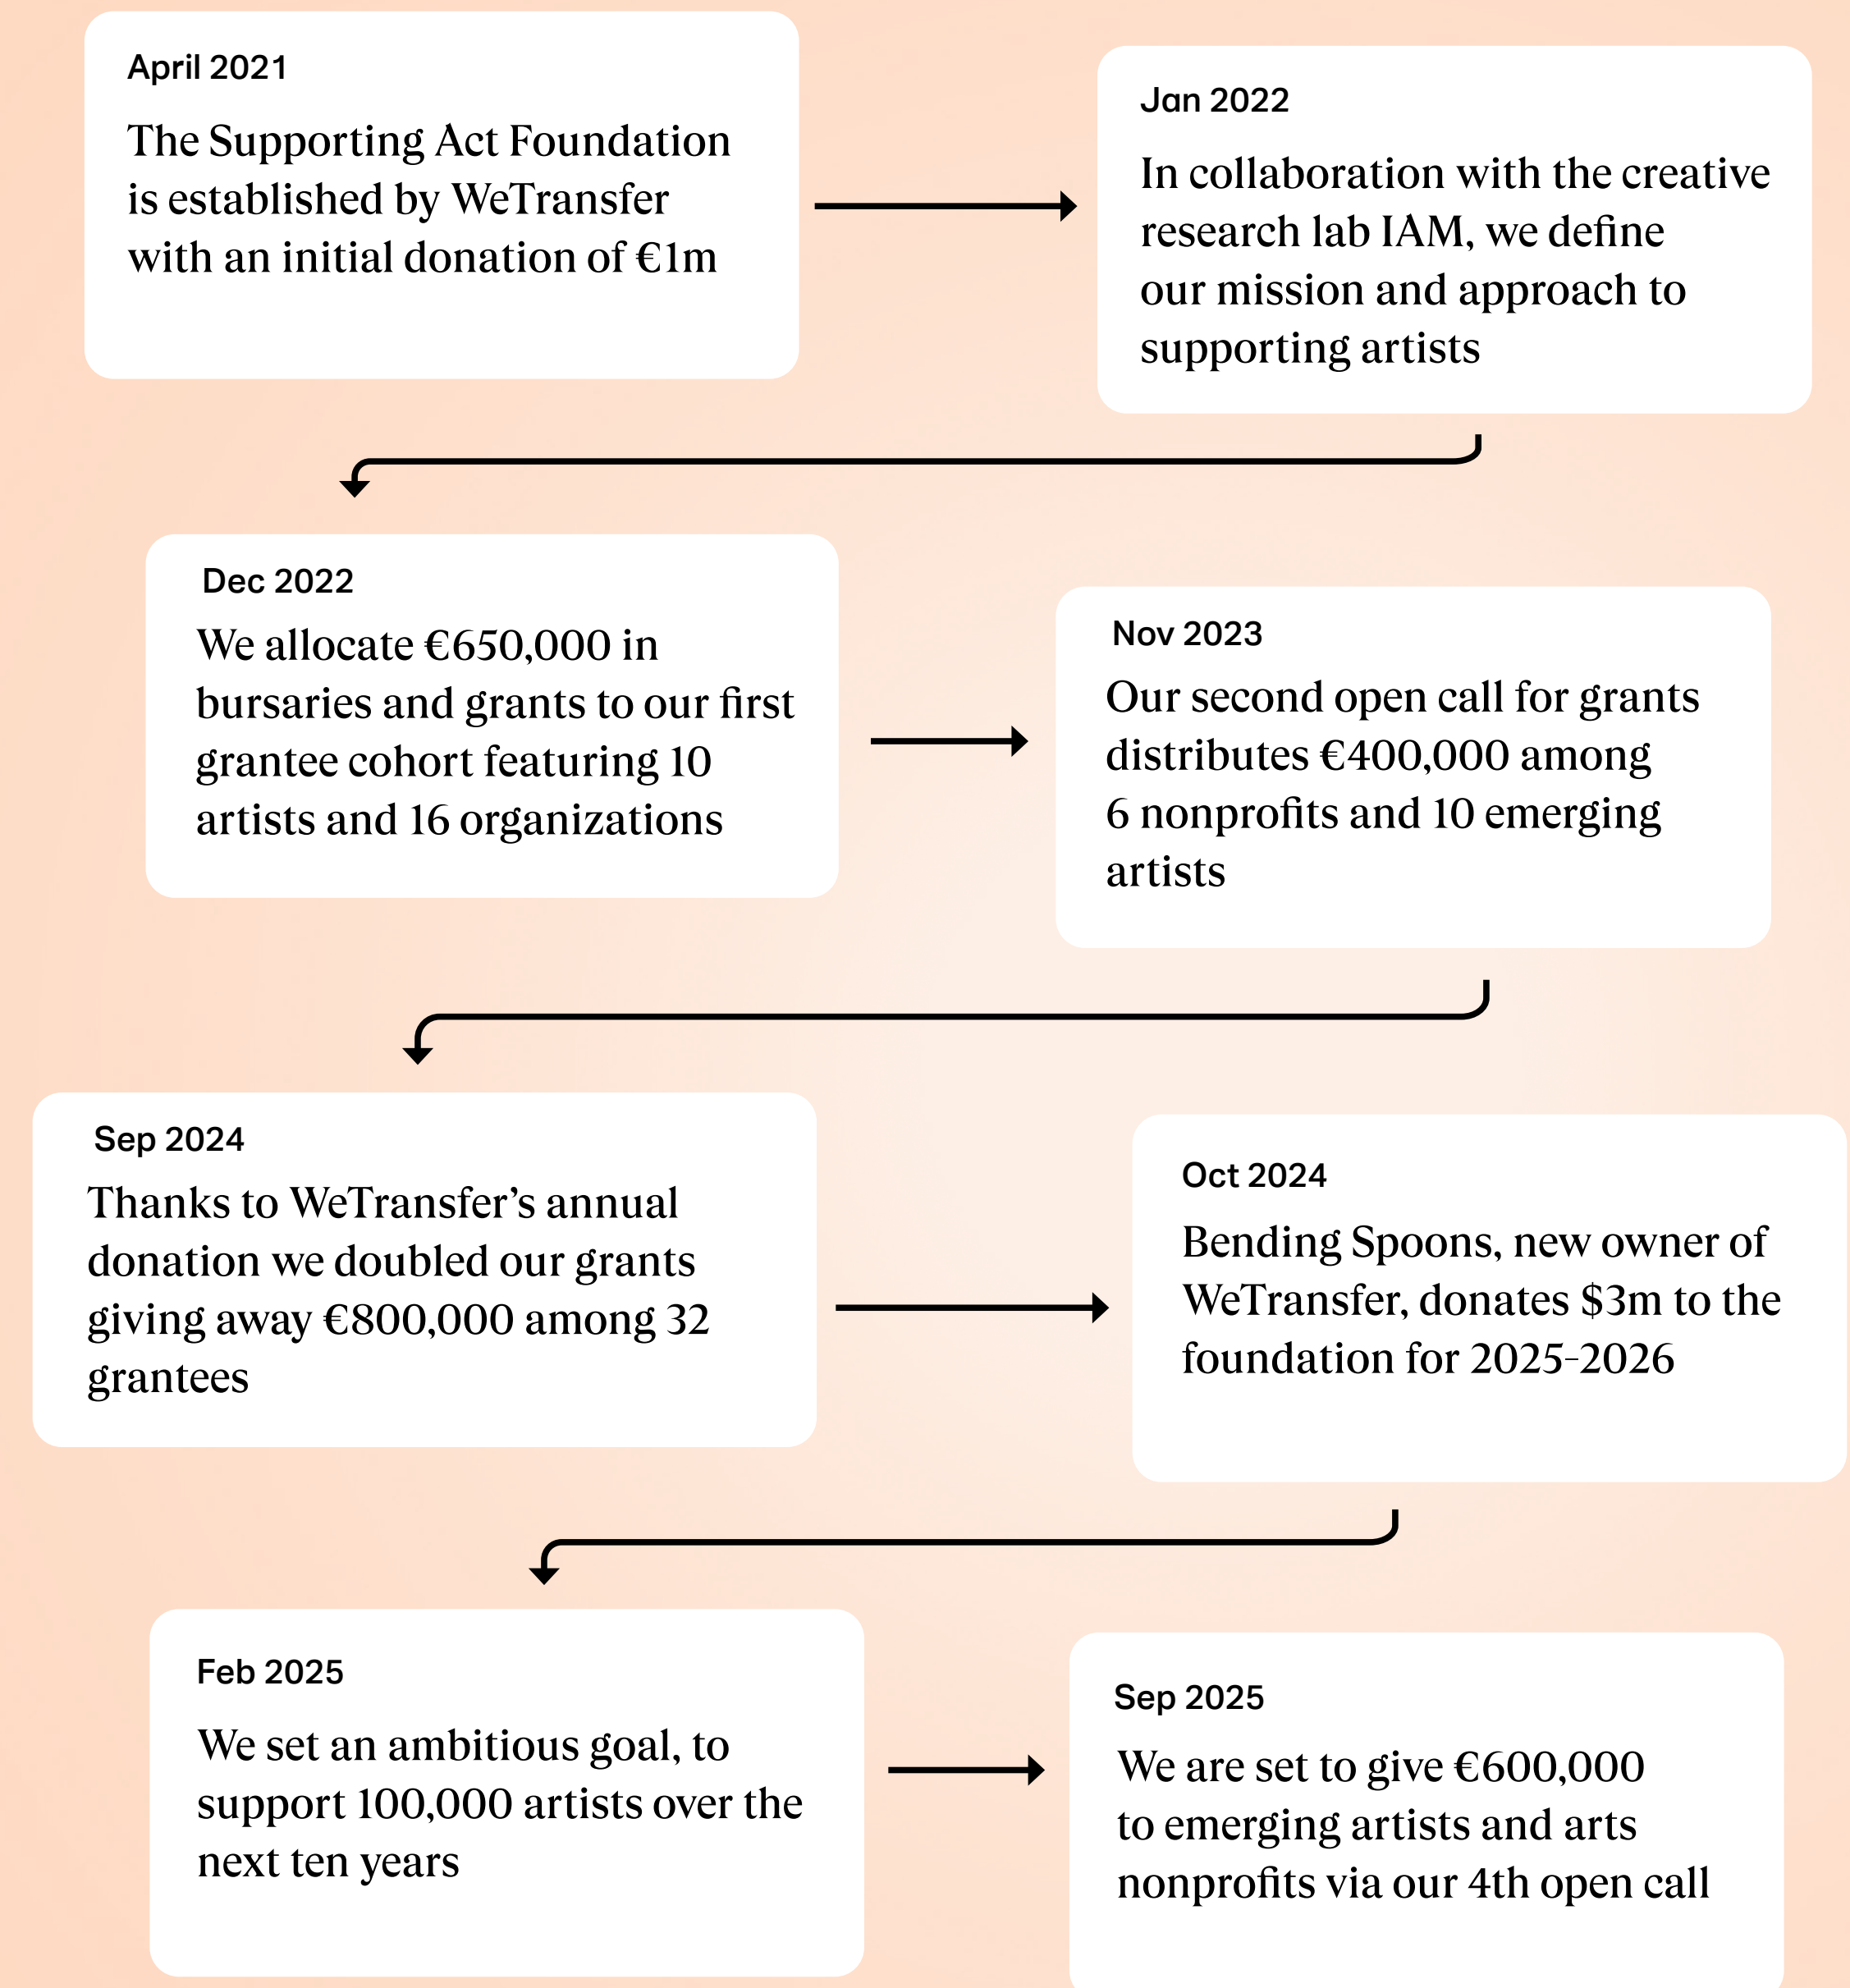 April 2021
The Supporting Act Foundation
is established by WeTransfer
with an initial donation of €1m
Jan 2022
In collaboration with the creative
research lab IAM, we define
our mission and approach to
supporting artists
Dec 2022
We allocate €650,000 in
bursaries and grants to our first
grantee cohort featuring 10
artists and 16 organizations
Nov 2023
Our second open call for grants
distributes €400,000 among
6 nonprofits and 10 emerging
artists
Sep 2024
Thanks to WeTransfer’s annual
donation we doubled our grants
giving away €800,000 among 32
grantees
Oct 2024
Bending Spoons, new owner of
WeTransfer, donates $3m to the
foundation for 2025–2026
Feb 2025
We set an ambitious goal, to
support 100,000 artists over the
next ten years
Sep 2025
We are set to give €600,000
to emerging artists and arts
nonprofits via our 4th open call